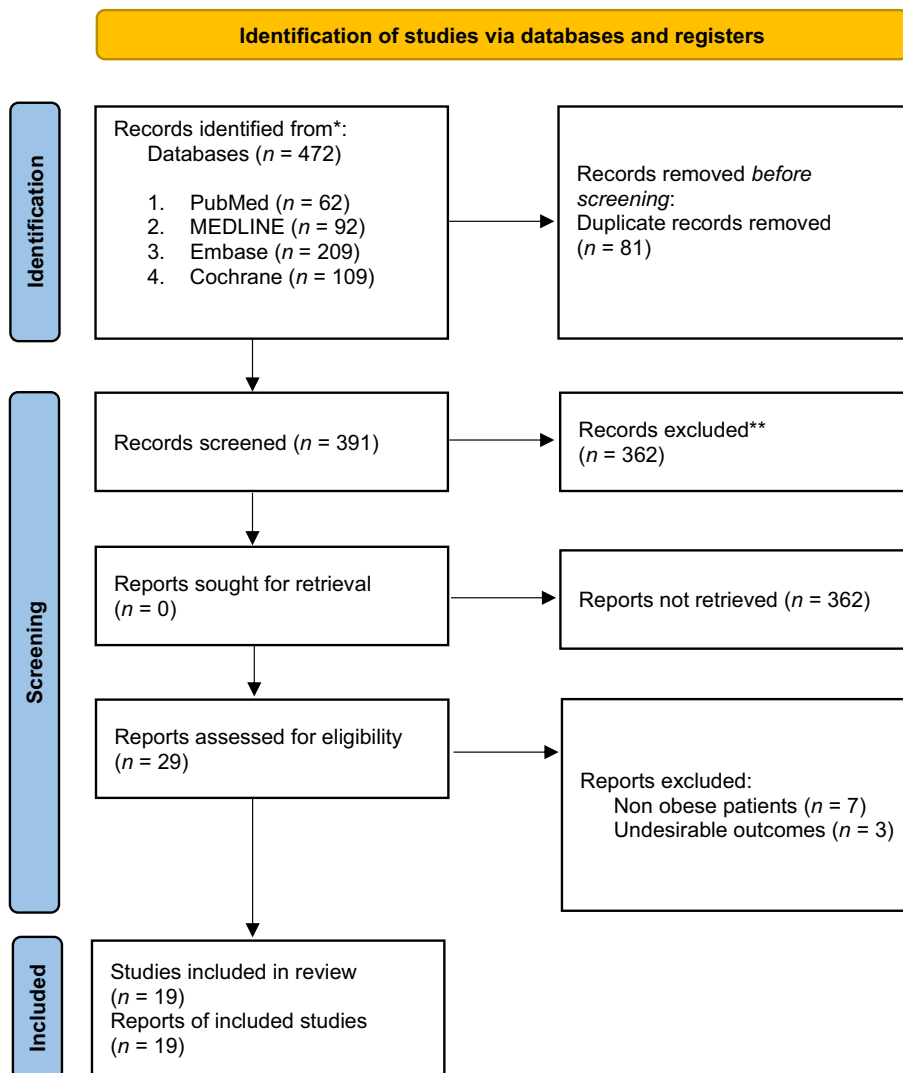 Identification of studies via databases and registers
Identification
Records identified from*:
Databases (n = 472)
1. PubMed (n = 62)
2. MEDLINE (n = 92)
3. Embase (n = 209)
4. Cochrane (n = 109)
Records removed before
screening:
Duplicate records removed
(n = 81)
Screening
Records screened (n = 391)
Records excluded**
(n = 362)
Reports sought for retrieval
(n = 0)
Reports not retrieved (n = 362)
Reports assessed for eligibility
(n = 29)
Reports excluded:
Non obese patients (n = 7)
Undesirable outcomes (n = 3)
Included
Studies included in review
(n = 19)
Reports of included studies
(n = 19)